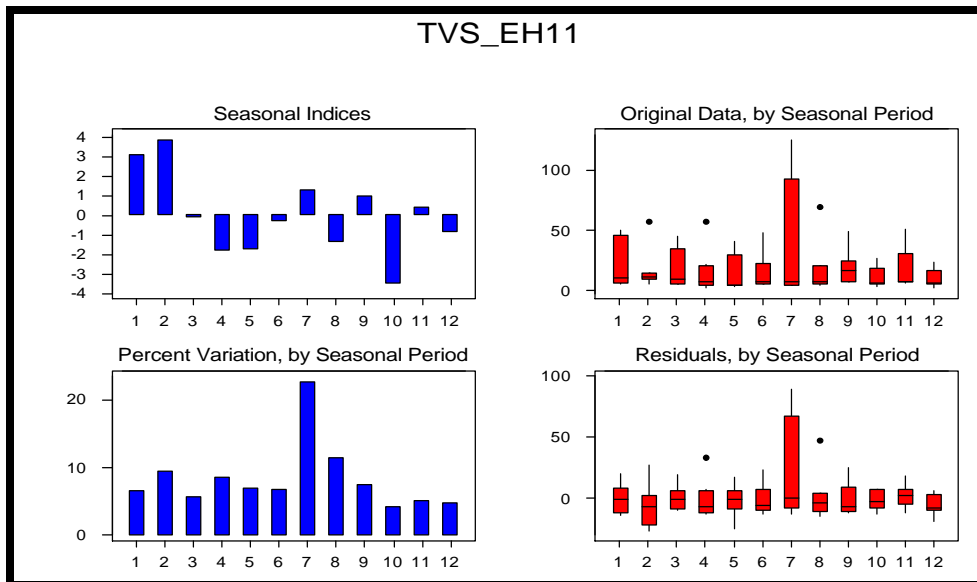 TVS_EH11
Seasonal Indices
4
3
2
1
0
-1
-2
-3
-4
1 2 3 4 5 6 7 8 9 10 11 12
Original Data, by Seasonal Period
100
50
0
1 2 3 4 5 6 7 8 9 10 11 12
Percent Variation, by Seasonal Period
20
10
0
1 2 3 4 5 6 7 8 9 10 11 12
Residuals, by Seasonal Period
100
50
0
1 2 3 4 5 6 7 8 9 10 11 12